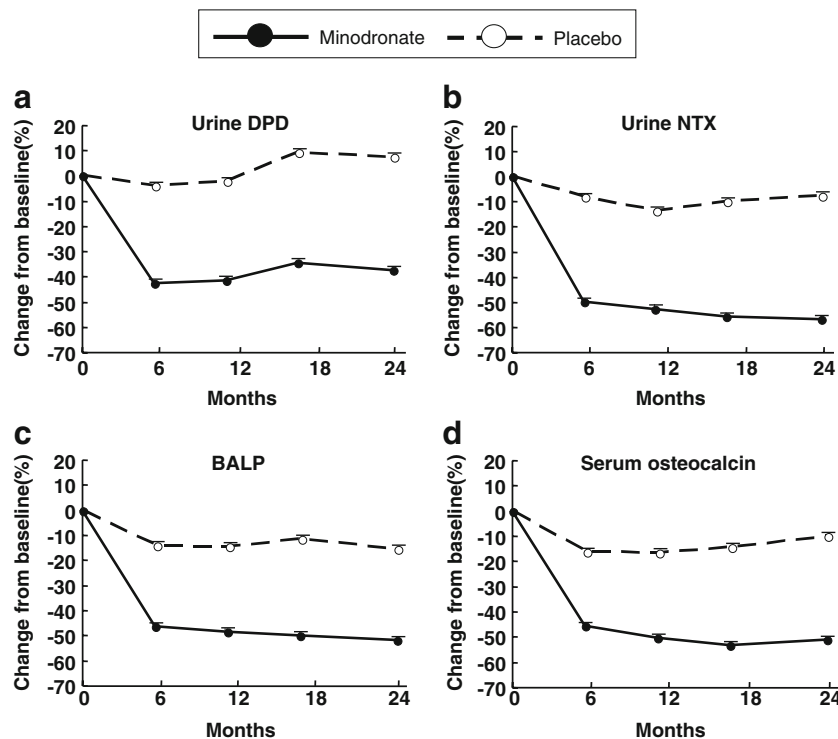 Minodronate Placebo
a
Urine DPD
Change from baseline(%)
20
10
0
-10
-20
-30
-40
-50
-60
-70
0 6 12 18 24
Months
b
Urine NTX
Change from baseline(%)
20
10
0
-10
-20
-30
-40
-50
-60
-70
0 6 12 18 24
Months
c
BALP
Change from baseline(%)
20
10
0
-10
-20
-30
-40
-50
-60
-70
0 6 12 18 24
Months
d
Serum osteocalcin
Change from baseline(%)
20
10
0
-10
-20
-30
-40
-50
-60
-70
0 6 12 18 24
Months